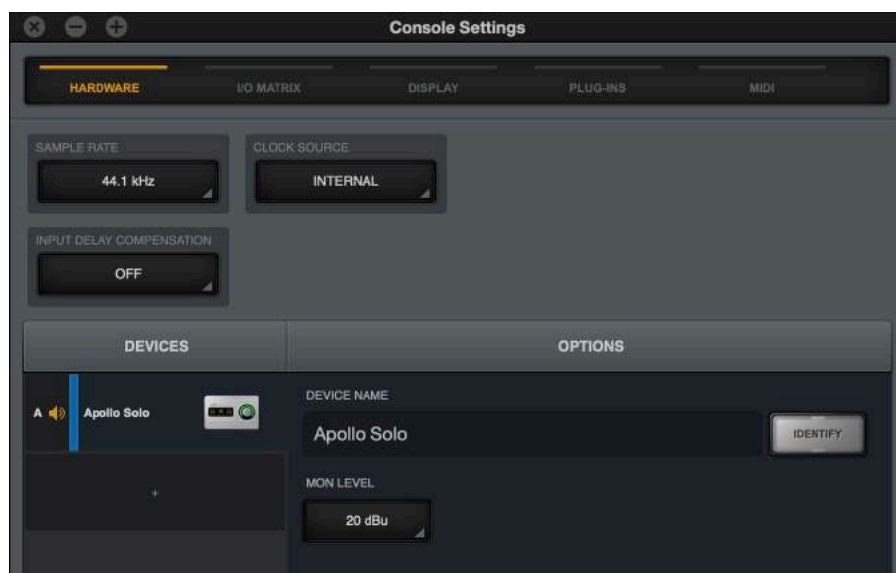 Console Settings
HARDWARE I/O MATRIX DISPLAY PLUG-INS MIDI
SAMPLE RATE CLOCK SOURCE
44.1 kHz INTERNAL
INPUT DELAY COMPENSATION
OFF
DEVICES OPTIONS
DEVICE NAME
A Apollo Solo
Apollo Solo IDENTIFY
MON LEVEL
+
20 dBu